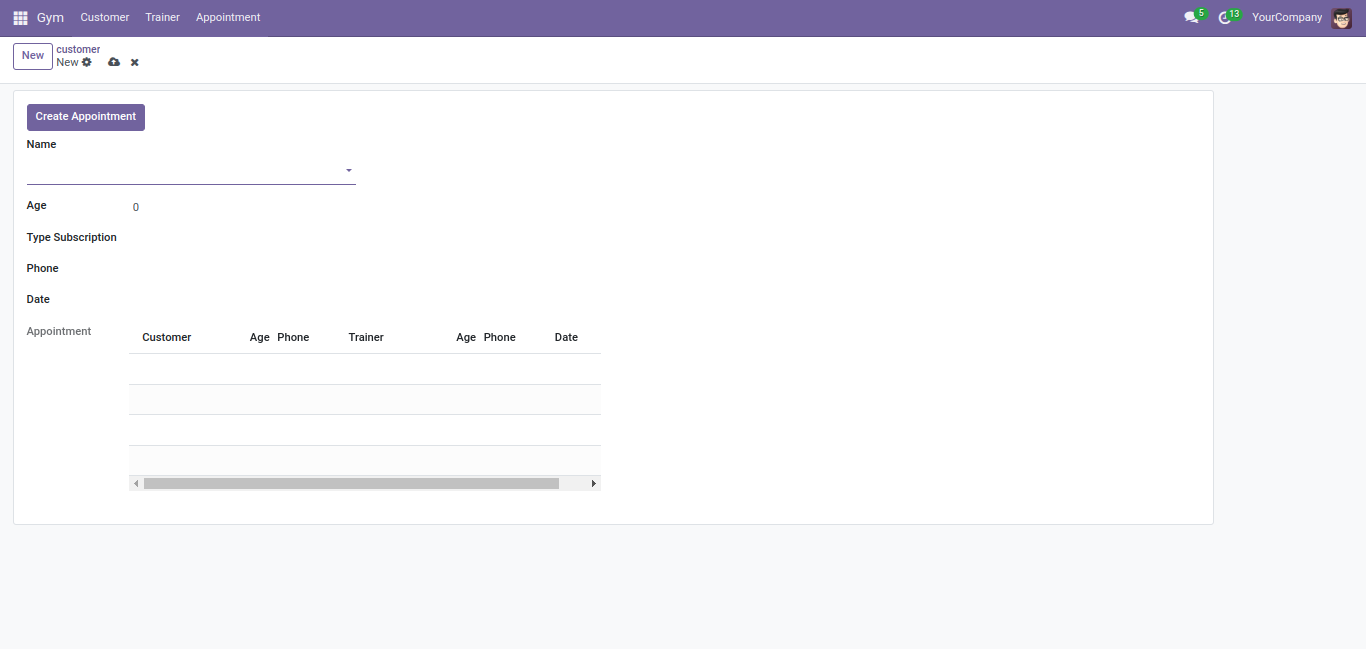 Gym Customer Trainer Appointment 5 13 YourCompany
New customer
New
Create Appointment
Name
Age 0
Type Subscription
Phone
Date
Appointment
Customer Age Phone Trainer Age Phone Date